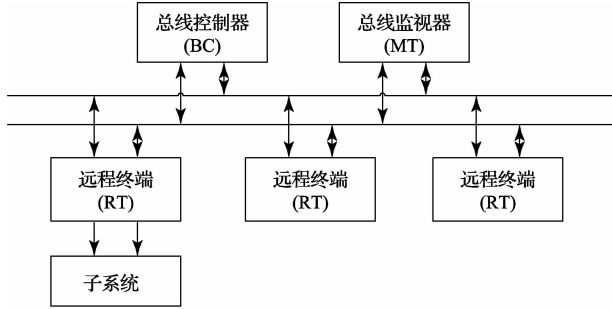 总线控制器
(BC)
总线监视器
(MT)
远程终端
(RT)
远程终端
(RT)
远程终端
(RT)
子系统